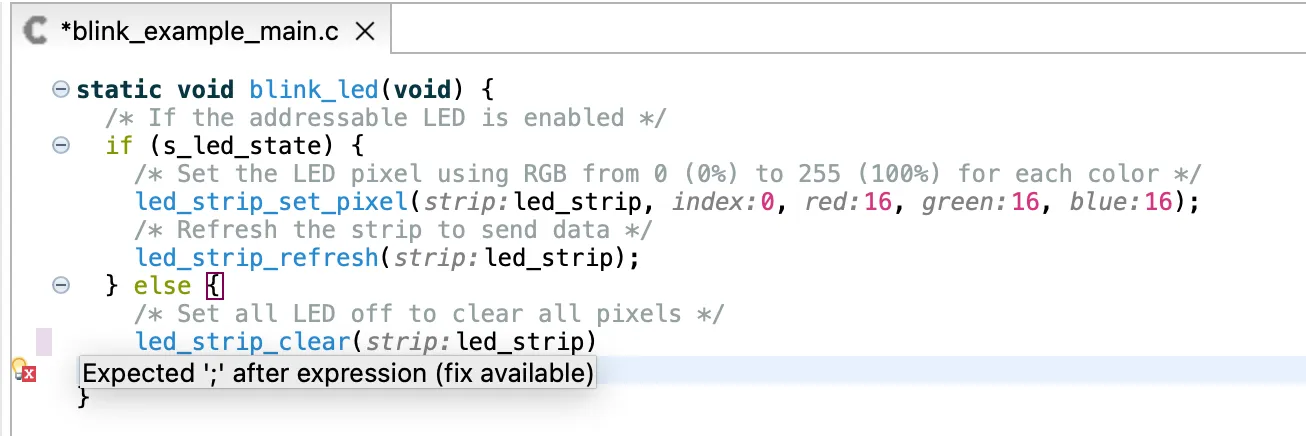 *blink_example_main.c
static void blink_led(void) {
/* If the addressable LED is enabled */
if (s_led_state) {
/* Set the LED pixel using RGB from 0 (0%) to 255 (100%) for each color */
led_strip_set_pixel(strip:led_strip, index:0, red:16, green:16, blue:16);
/* Refresh the strip to send data */
led_strip_refresh(strip:led_strip);
} else {
/* Set all LED off to clear all pixels */
led_strip_clear(strip:led_strip)
Expected ';' after expression (fix available)
}